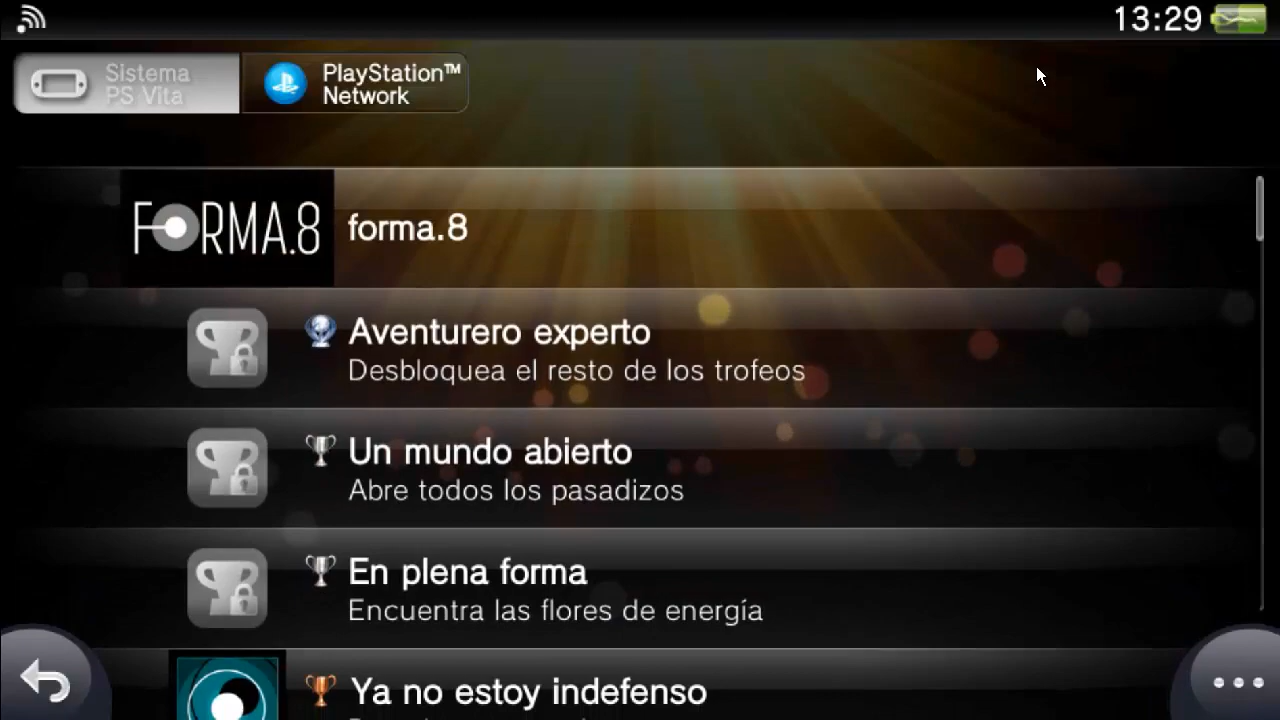 13:29
Sistema
PS Vita
PlayStation™
Network
FORMA.8
forma.8
Aventurero experto
Desbloquea el resto de los trofeos
Un mundo abierto
Abre todos los pasadizos
En plena forma
Encuentra las flores de energía
Ya no estoy indefenso